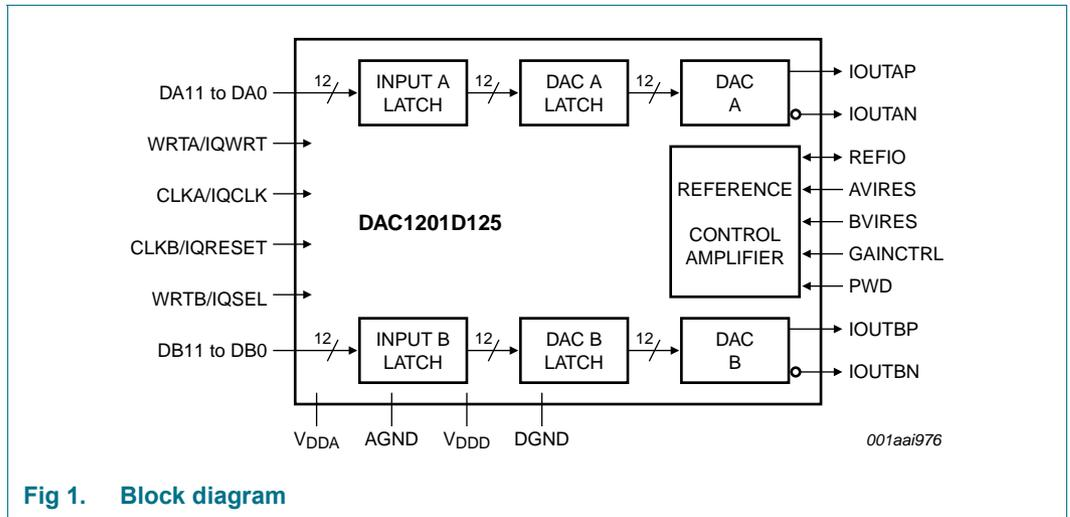 DA11 to DA0
WRTA/IQWRT
CLKA/IQCLK
CLKB/IQRESET
WRTB/IQSEL
DB11 to DB0
12
INPUT A
LATCH
12
DAC A
LATCH
12
DAC
A
IOUTAP
IOUTAN
DAC1201D125
REFERENCE
CONTROL
AMPLIFIER
REFIO
AVIRES
BVIRES
GAINCTRL
PWD
12
INPUT B
LATCH
12
DAC B
LATCH
12
DAC
B
IOUTBP
IOUTBN
VDDA AGND VDDD DGND
001aai976
Fig 1. Block diagram